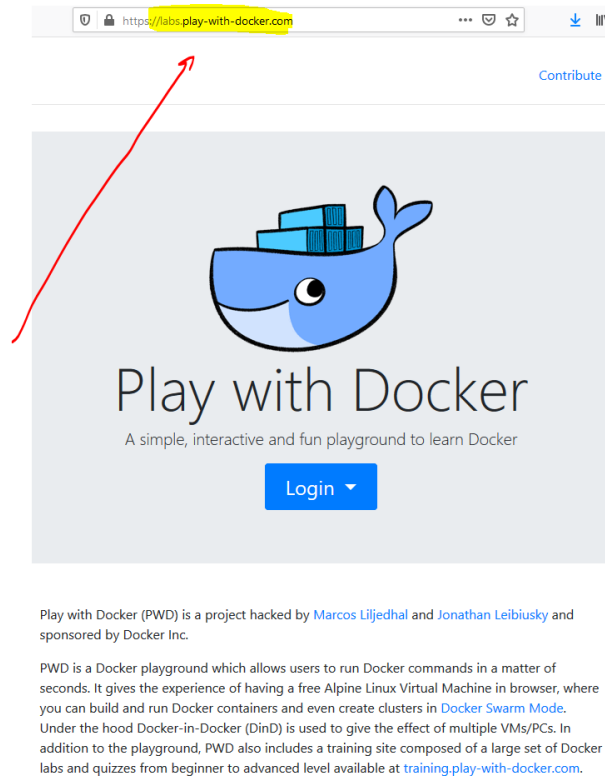 https://labs.play-with-docker.com
Contribute
Play with Docker
A simple, interactive and fun playground to learn Docker
Login
Play with Docker (PWD) is a project hacked by Marcos Liljedhal and Jonathan Leibiusky and
sponsored by Docker Inc.
PWD is a Docker playground which allows users to run Docker commands in a matter of
seconds. It gives the experience of having a free Alpine Linux Virtual Machine in browser, where
you can build and run Docker containers and even create clusters in Docker Swarm Mode.
Under the hood Docker-in-Docker (DinD) is used to give the effect of multiple VMs/PCs. In
addition to the playground, PWD also includes a training site composed of a large set of Docker
labs and quizzes from beginner to advanced level available at training.play-with-docker.com.